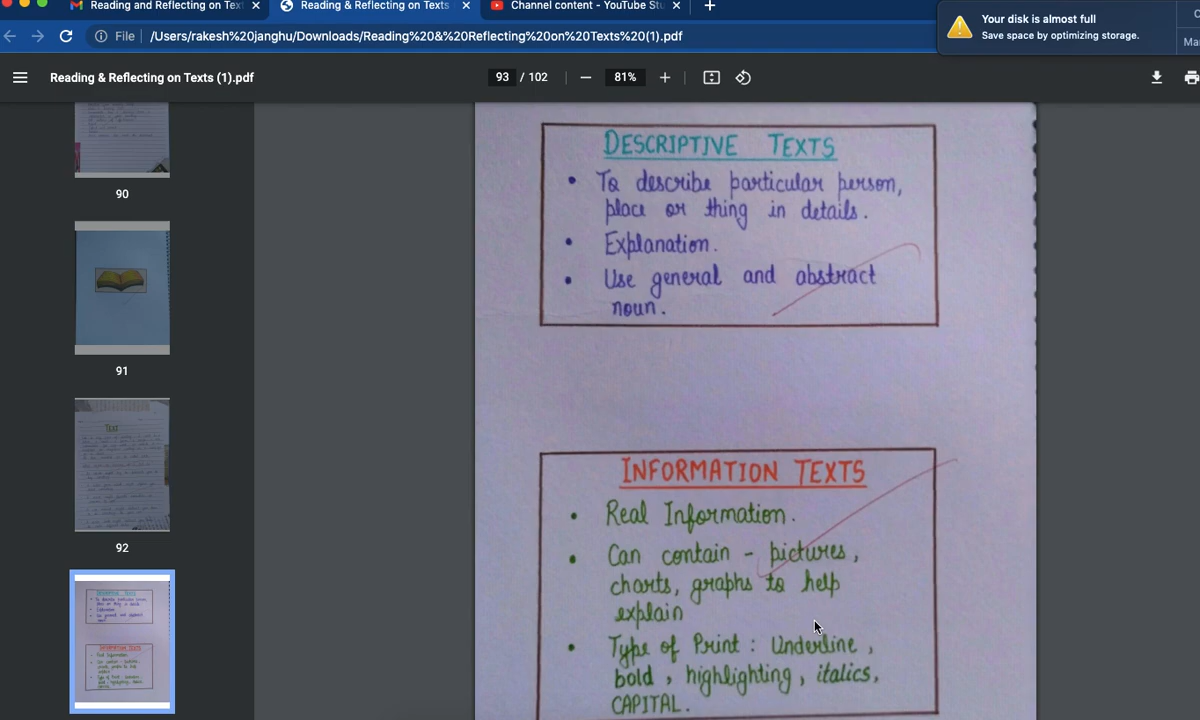 Reading and Reflecting on Tex
Reading & Reflecting on Texts
Channel content - YouTube Stu
File
/Users/rakesh%20janghu/Downloads/Reading%20&%20Reflecting%20on%20Texts%20(1).pdf
Your disk is almost full
Save space by optimizing storage.
Reading & Reflecting on Texts (1).pdf
93 / 102
81%
90
91
TEXT
92
DESCRIPTIVE TEXTS
• To describe particular person,
place or thing in details.
• Explanation.
• Use general and abstract
noun.
INFORMATION TEXTS
• Real Information.
• Can contain - pictures,
charts, graphs to help
explain
• Type of Print : Underline,
bold, highlighting, italics,
CAPITAL.